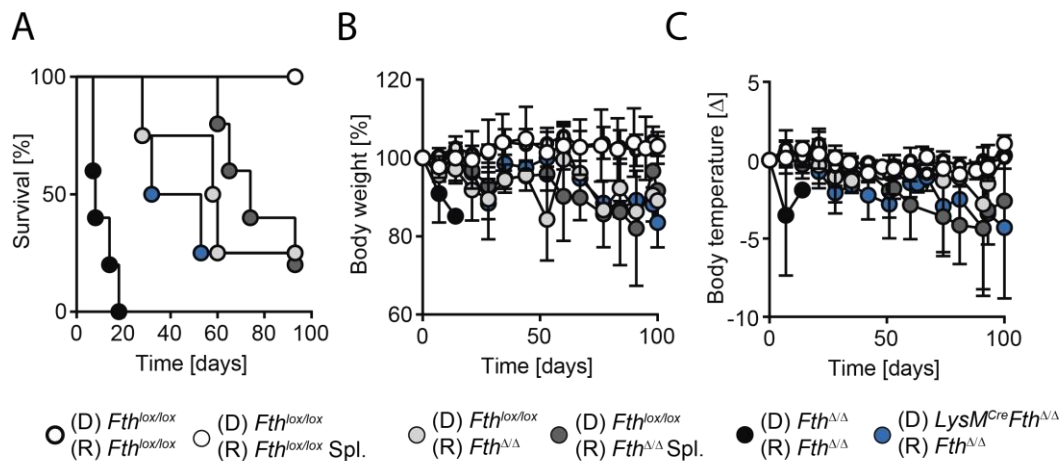 A
B
C
Survival [%]
100
50
0
0 20 40 60 80 100
Time [days]
Body weight [%]
120
100
80
60
0 50 100
Time [days]
Body temperature [Δ]
5
0
-5
-10
0 50 100
Time [days]
(D) Fth^lox/lox
(R) Fth^lox/lox
(D) Fth^lox/lox
(R) Fth^lox/lox Spl.
(D) Fth^lox/lox
(R) Fth^Δ/Δ
(D) Fth^lox/lox
(R) Fth^Δ/Δ Spl.
(D) Fth^Δ/Δ
(R) Fth^Δ/Δ
(D) LysM^Cre Fth^Δ/Δ
(R) Fth^Δ/Δ